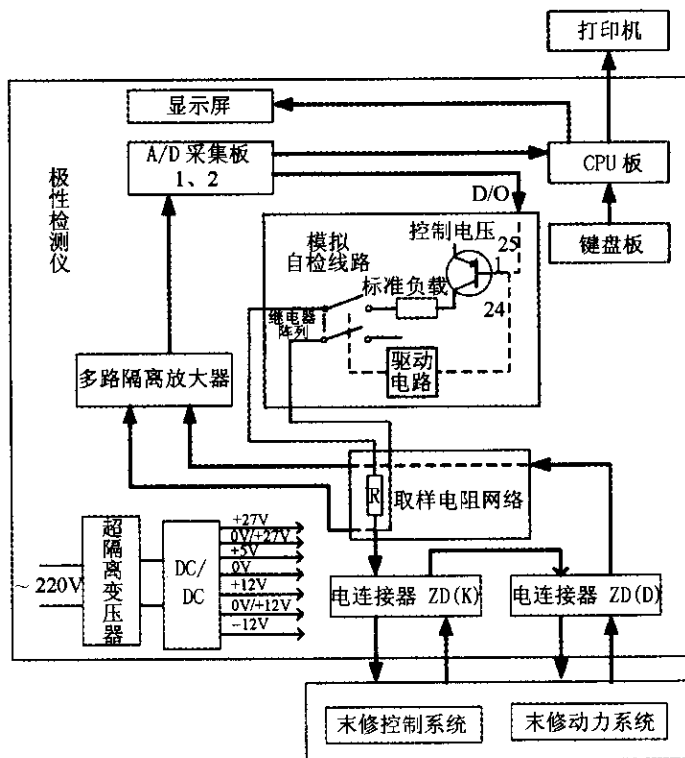 打印机
显示屏
A/D 采集板
1、2
CPU 板
极性检测仪
D/O
键盘板
控制电压
25
模拟
自检线路
1
标准负载
24
继电器
阵列
驱动
电路
多路隔离放大器
R
取样电阻网络
+27V
0V/+27V
+5V
0V
+12V
0V/+12V
-12V
~220V
超隔离变压器
DC/
DC
电连接器 ZD(K)
电连接器 ZD(D)
末修控制系统
末修动力系统